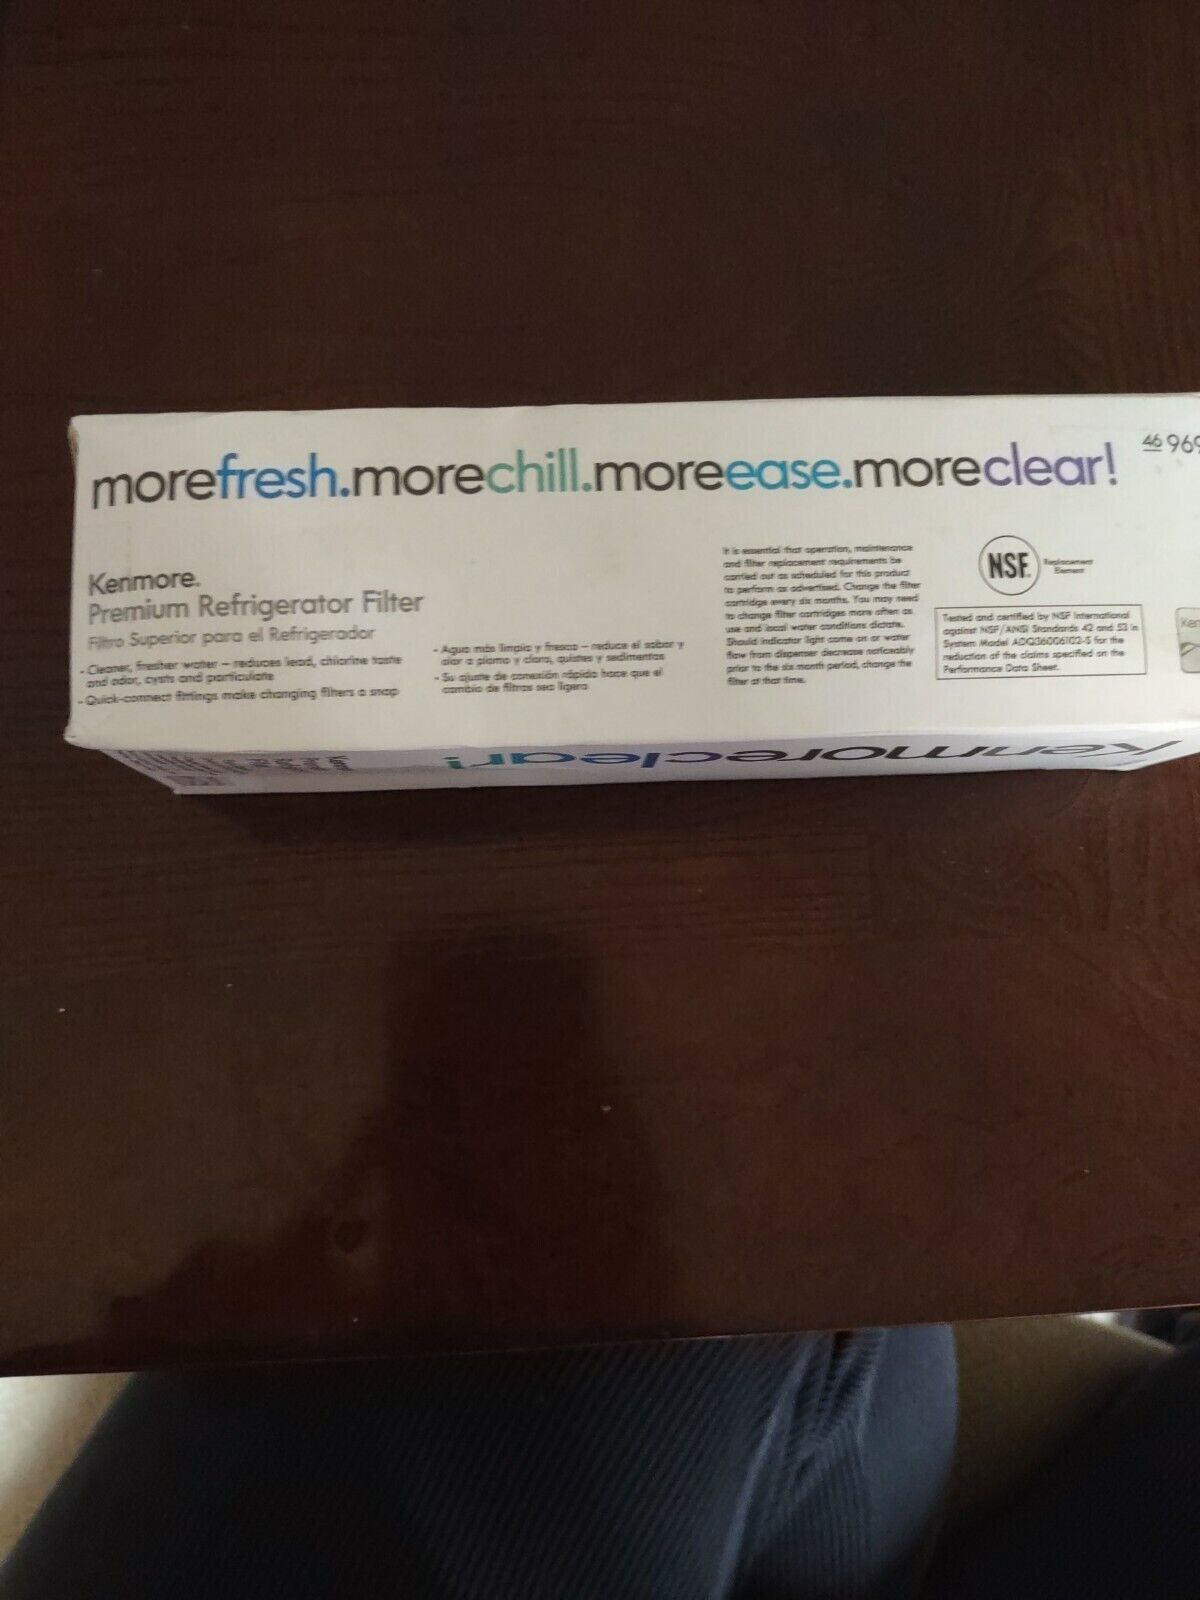 morefresh.morechill.moreease.moreclear!
46 969
Kenmore.
Premium Refrigerator Filter
Filtro Superior para el Refrigerador
- Cleaner, fresher water – reduces lead, chlorine taste
and odor, cysts and particulate
- Quick-connect fittings make changing filters a snap
- Agua más limpia y fresca – reduce el sabor y
olor a plomo y cloro, quistes y sedimentos
- Su ajuste de conexión rápida hace que el
cambio de filtros sea ligero
It is essential that operation, maintenance
and filter replacement requirements be
carried out as scheduled for this product
to perform as advertised. Change the filter
cartridge every six months. You may need
to change filter cartridges more often as
use and local water conditions dictate.
Should indicator light come on or water
flow from dispenser decrease noticeably
prior to the six month period, change the
filter at that time.
NSF.
Replacement
Element
Tested and certified by NSF International
against NSF/ANSI Standards 42 and 53 in
System Model ADQ36006102-S for the
reduction of the claims specified on the
Performance Data Sheet.
Ken
Kenmoreclear!